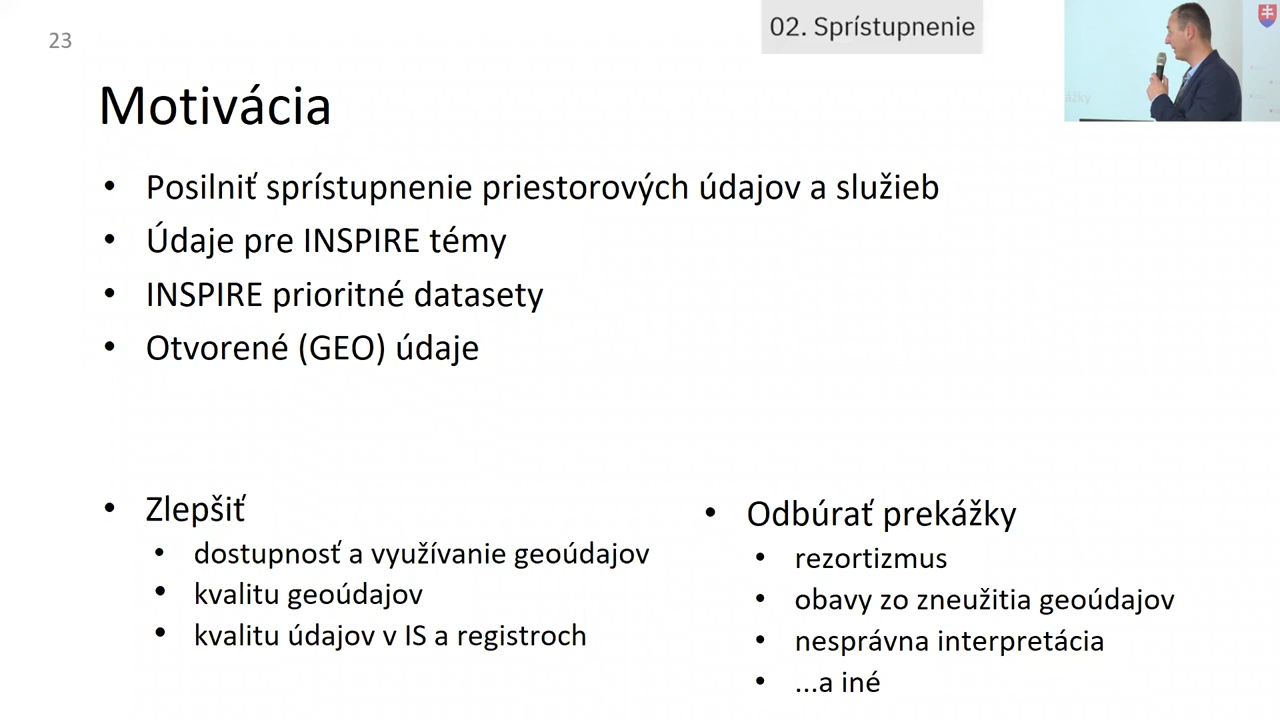 23
02. Sprístupnenie
Motivácia
• Posilniť sprístupnenie priestorových údajov a služieb
• Údaje pre INSPIRE témy
• INSPIRE prioritné datasety
• Otvorené (GEO) údaje
• Zlepšiť
• dostupnosť a využívanie geoúdajov
• kvalitu geoúdajov
• kvalitu údajov v IS a registroch
• Odbúrať prekážky
• rezortizmus
• obavy zo zneužitia geoúdajov
• nesprávna interpretácia
• ...a iné